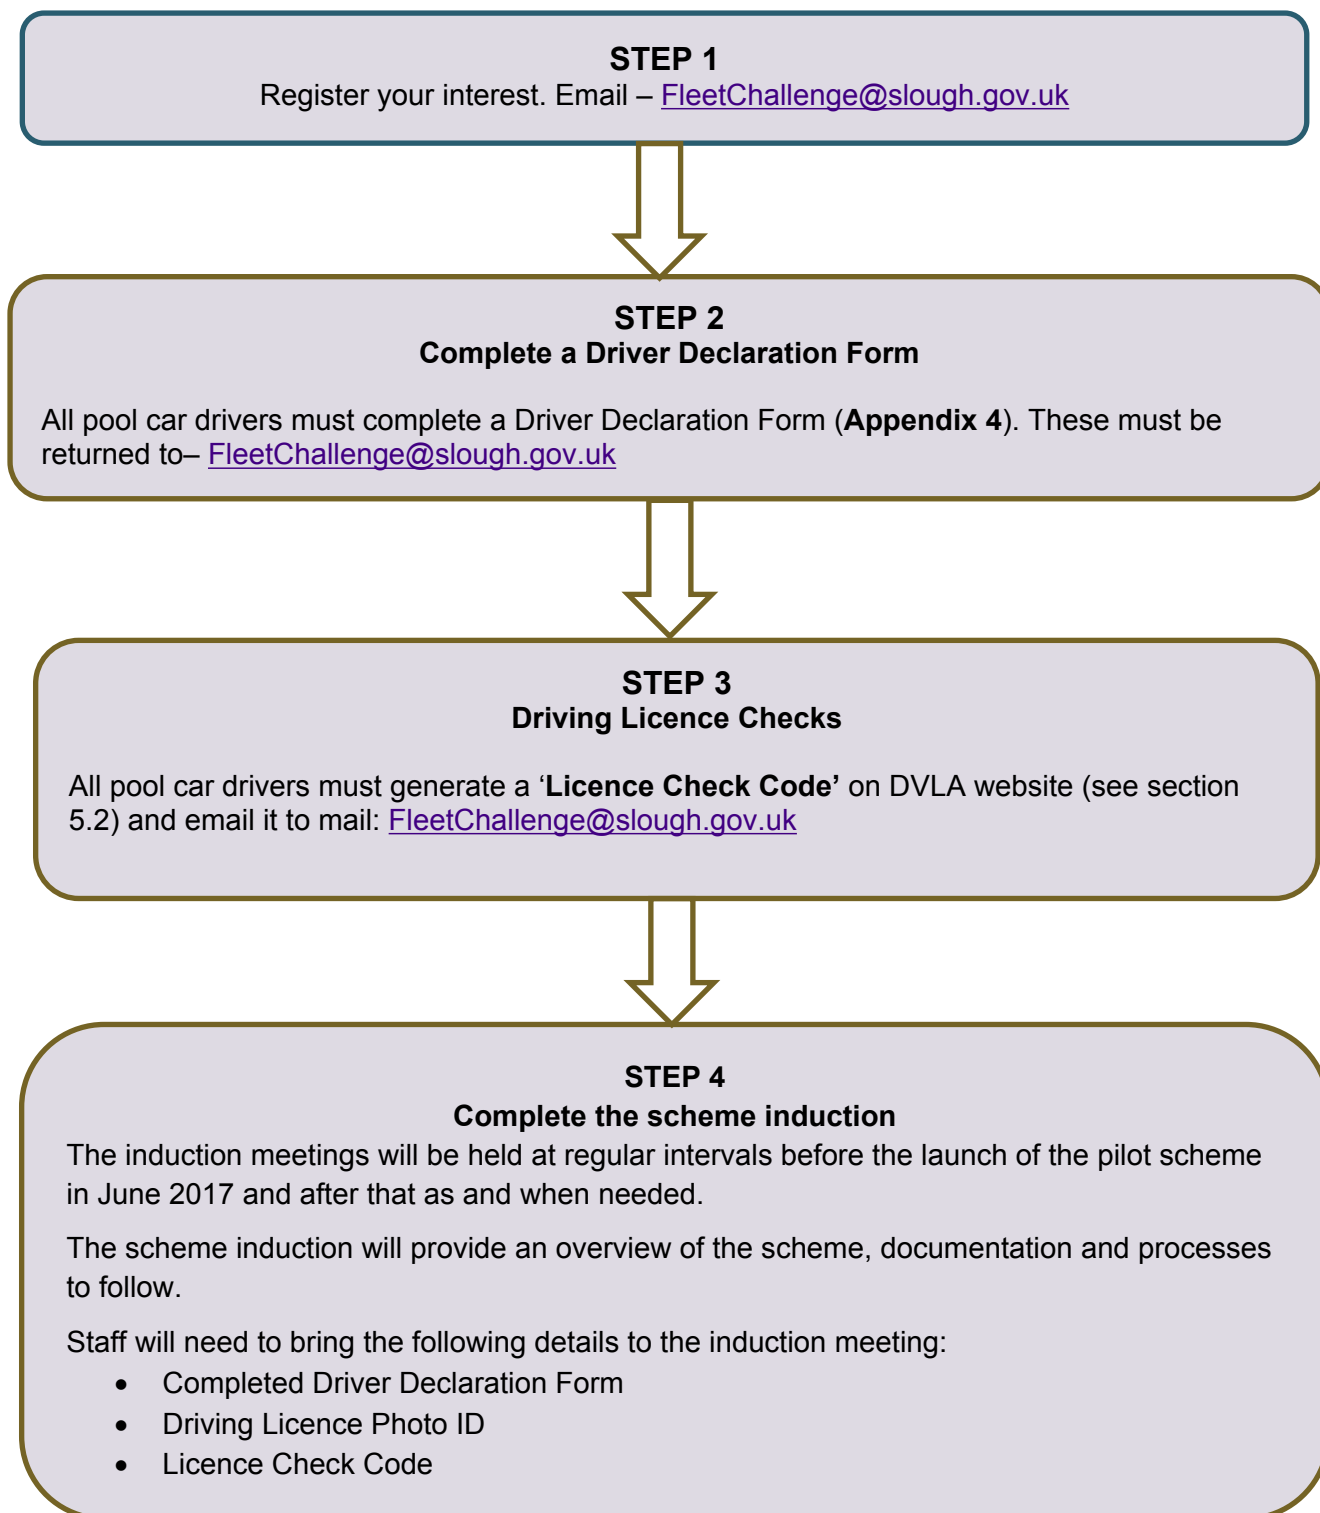 STEP 1
Register your interest. Email – FleetChallenge@slough.gov.uk
STEP 2
Complete a Driver Declaration Form
All pool car drivers must complete a Driver Declaration Form (Appendix 4). These must be
returned to– FleetChallenge@slough.gov.uk
STEP 3
Driving Licence Checks
All pool car drivers must generate a ‘Licence Check Code’ on DVLA website (see section
5.2) and email it to mail: FleetChallenge@slough.gov.uk
STEP 4
Complete the scheme induction
The induction meetings will be held at regular intervals before the launch of the pilot scheme
in June 2017 and after that as and when needed.
The scheme induction will provide an overview of the scheme, documentation and processes
to follow.
Staff will need to bring the following details to the induction meeting:
• Completed Driver Declaration Form
• Driving Licence Photo ID
• Licence Check Code